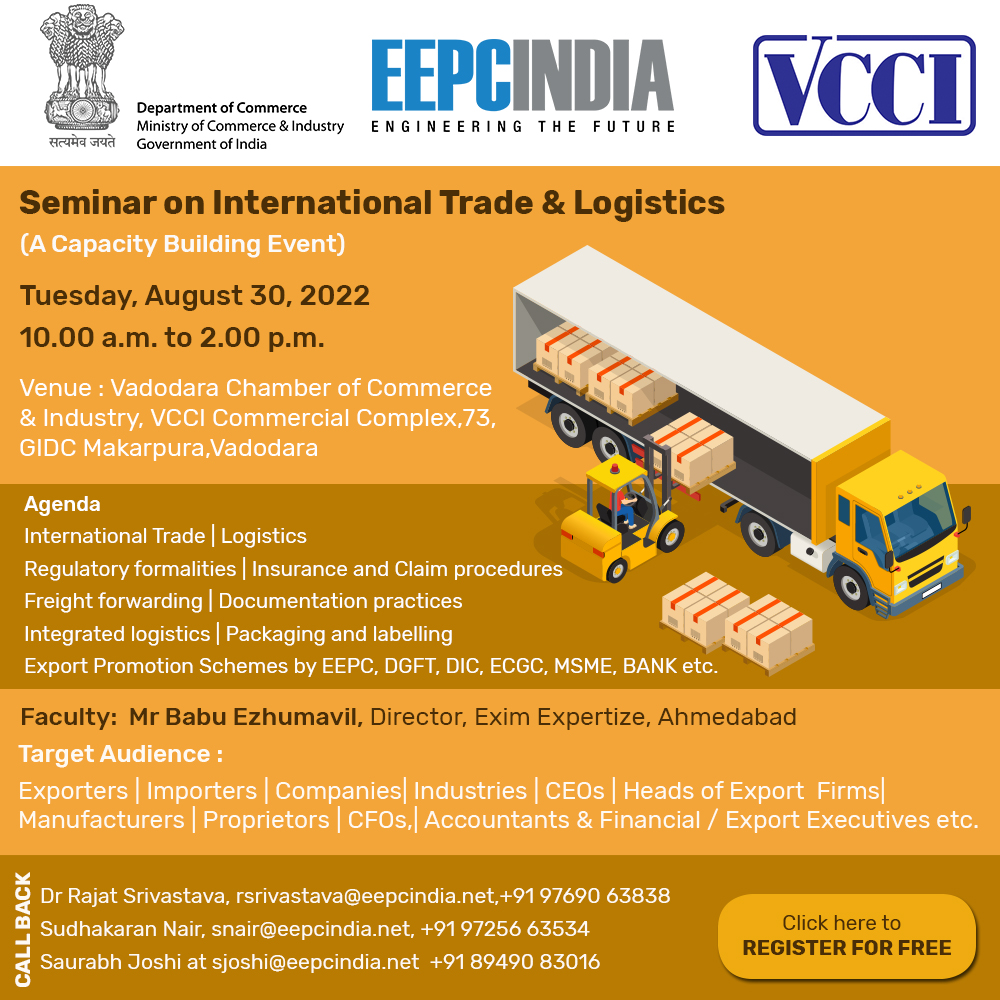 सत्यमेव जयते
Department of Commerce
Ministry of Commerce & Industry
Government of India
EEPCINDIA
ENGINEERING THE FUTURE
VCCI
Seminar on International Trade & Logistics
(A Capacity Building Event)
Tuesday, August 30, 2022
10.00 a.m. to 2.00 p.m.
Venue : Vadodara Chamber of Commerce
& Industry, VCCI Commercial Complex,73,
GIDC Makarpura,Vadodara
Agenda
International Trade | Logistics
Regulatory formalities | Insurance and Claim procedures
Freight forwarding | Documentation practices
Integrated logistics | Packaging and labelling
Export Promotion Schemes by EEPC, DGFT, DIC, ECGC, MSME, BANK etc.
Faculty: Mr Babu Ezhumavil, Director, Exim Expertize, Ahmedabad
Target Audience :
Exporters | Importers | Companies| Industries | CEOs | Heads of Export Firms|
Manufacturers | Proprietors | CFOs,| Accountants & Financial / Export Executives etc.
CALL BACK
Dr Rajat Srivastava, rsrivastava@eepcindia.net,+91 97690 63838
Sudhakaran Nair, snair@eepcindia.net, +91 97256 63534
Saurabh Joshi at sjoshi@eepcindia.net +91 89490 83016
Click here to
REGISTER FOR FREE